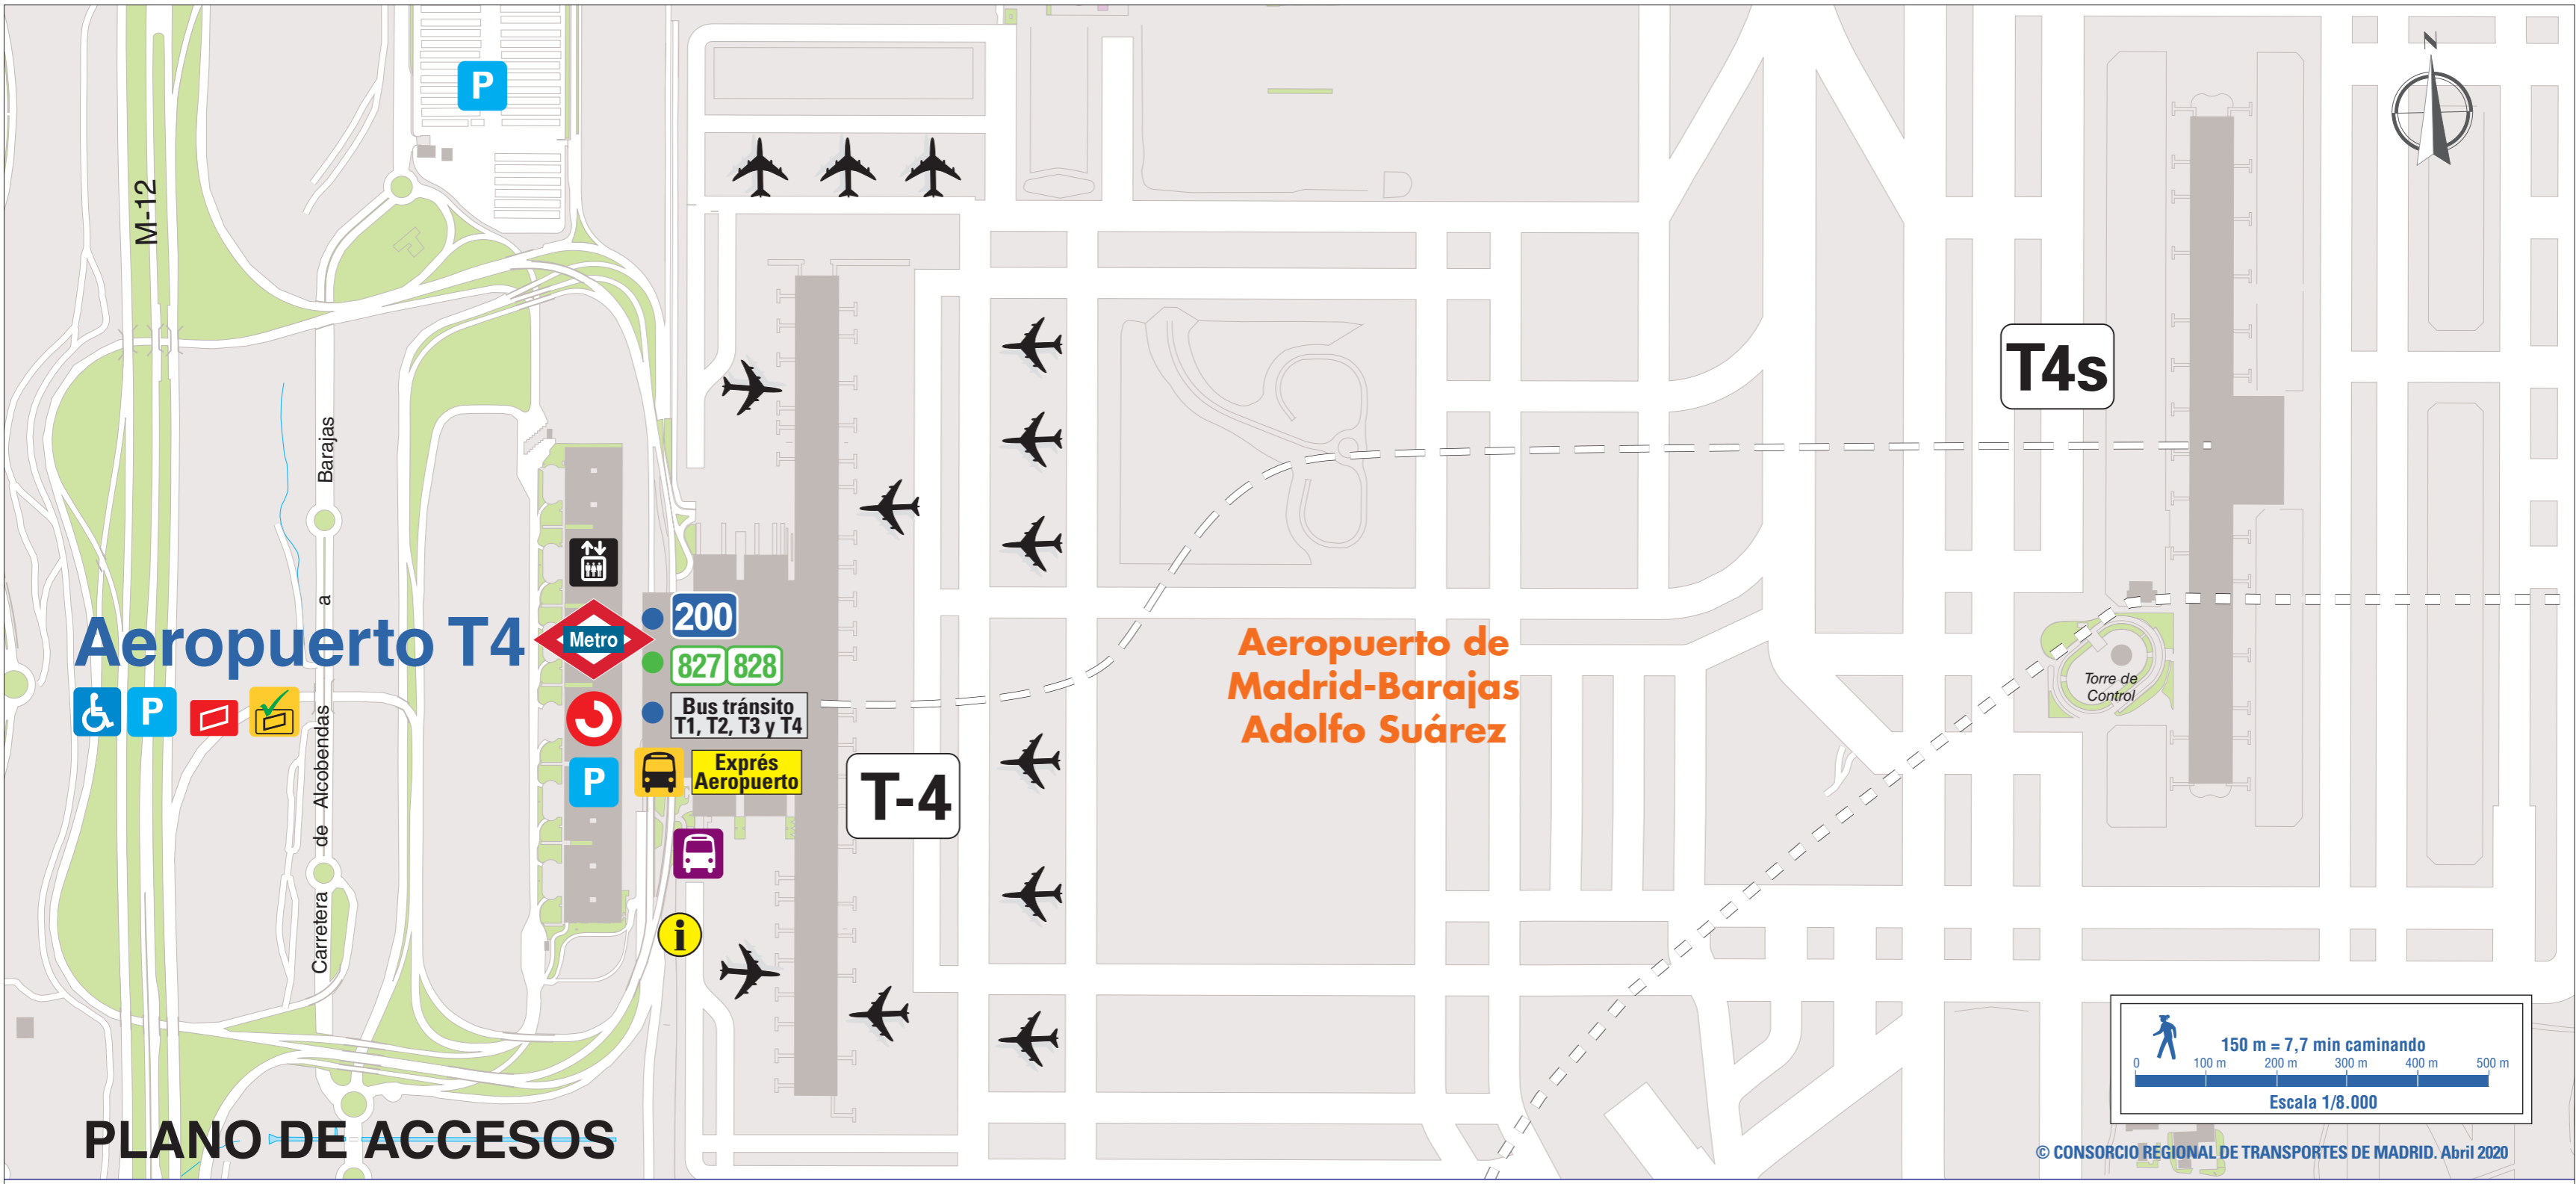 P
N
M-12
T4s
Carretera de Alcobendas a Barajas
Aeropuerto T4
Metro
200
827 828
Bus tránsito
T1, T2, T3 y T4
P
P
Exprés
Aeropuerto
T-4
i
Aeropuerto de
Madrid-Barajas
Adolfo Suárez
Torre de
Control
150 m = 7,7 min caminando
0 100 m 200 m 300 m 400 m 500 m
Escala 1/8.000
PLANO DE ACCESOS
© CONSORCIO REGIONAL DE TRANSPORTES DE MADRID. Abril 2020